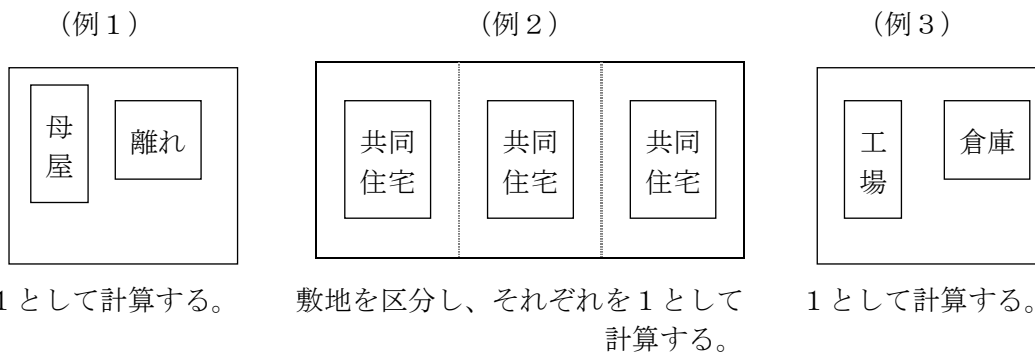 （例１）
（例２）
（例３）
母屋
離れ
共同
住宅
共同
住宅
共同
住宅
工場
倉庫
１として計算する。
敷地を区分し、それぞれを１として
計算する。
１として計算する。